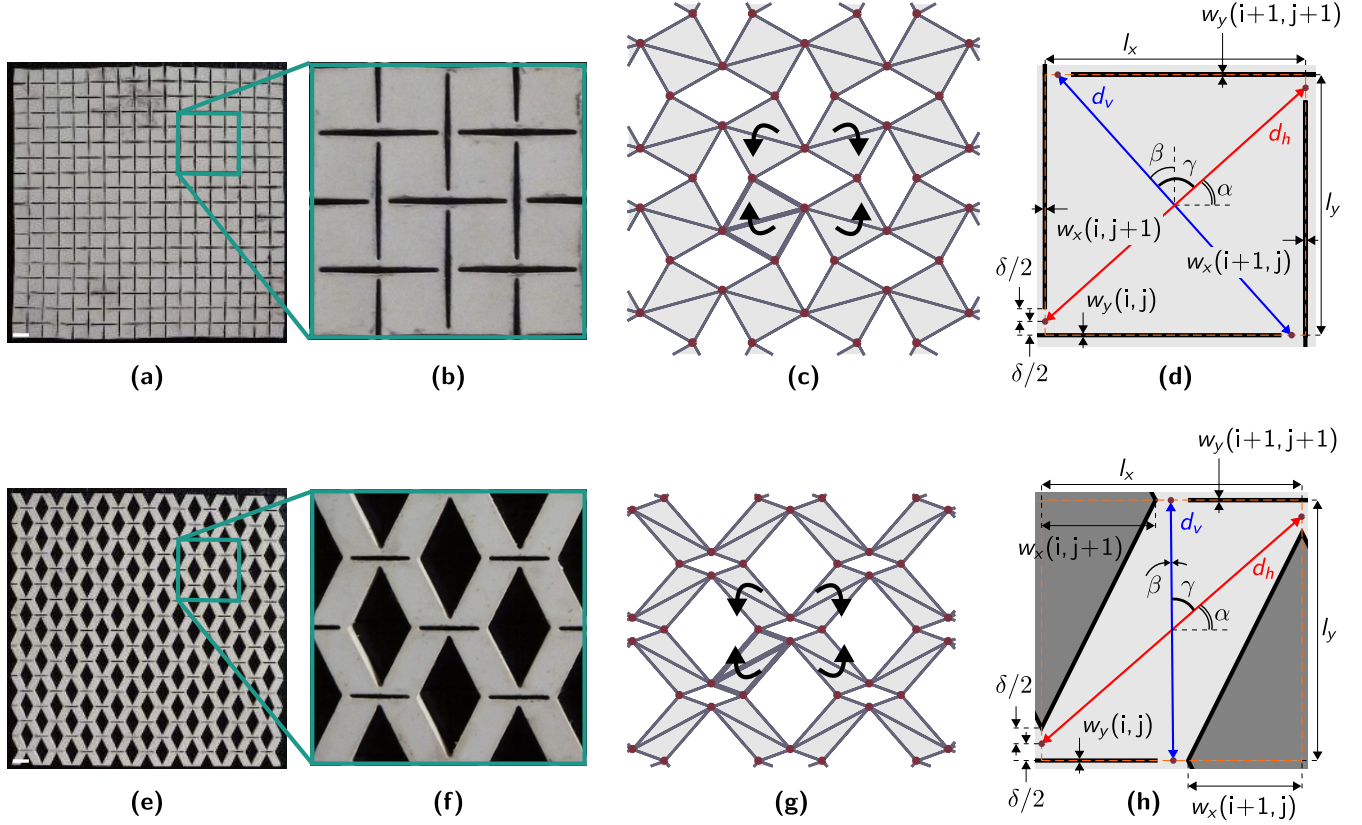 (a)
(b)
(c)
w_y(i+1, j+1)
l_x
d_v
d_h
β
γ
α
l_y
w_x(i, j+1)
w_x(i+1, j)
δ/2
w_y(i, j)
δ/2
(d)
(e)
(f)
(g)
w_y(i+1, j+1)
l_x
d_v
w_x(i, j+1)
d_h
β
γ
α
l_y
δ/2
w_y(i, j)
δ/2
w_x(i+1, j)
(h)